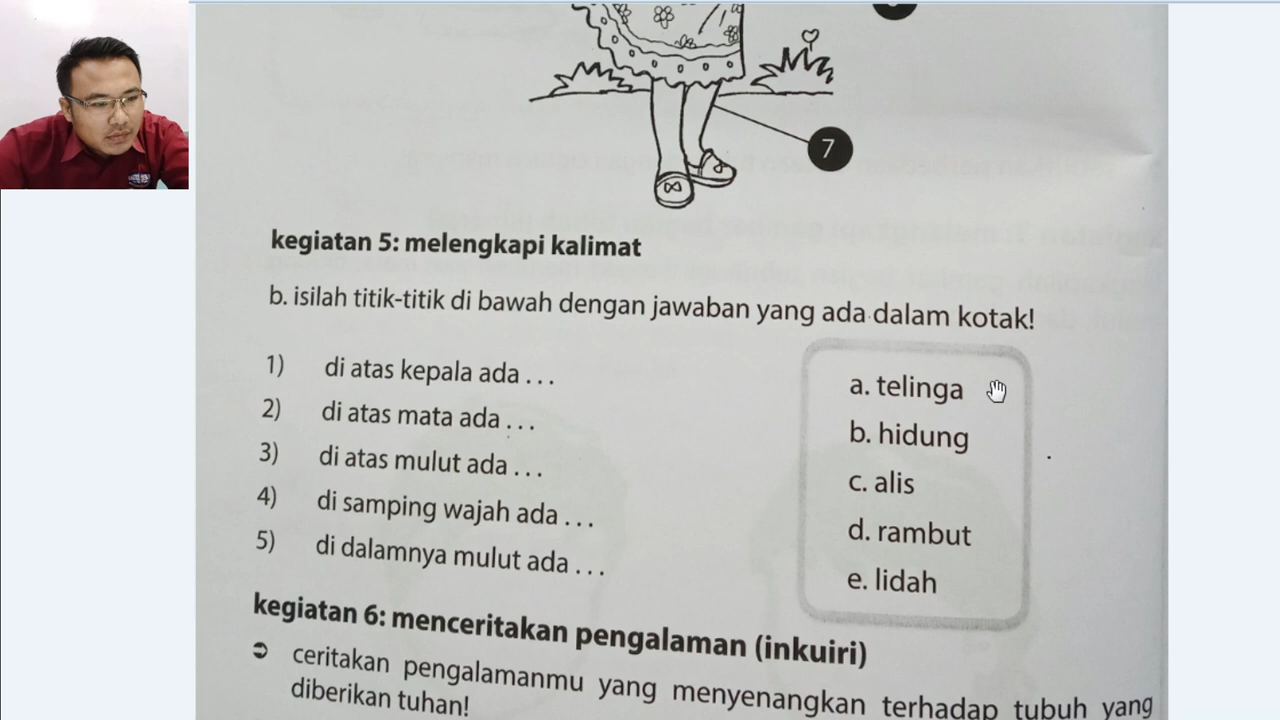 7
kegiatan 5: melengkapi kalimat
b. isilah titik-titik di bawah dengan jawaban yang ada dalam kotak!
1) di atas kepala ada . . .
2) di atas mata ada . . .
3) di atas mulut ada . . .
4) di samping wajah ada . . .
5) di dalamnya mulut ada . . .
a. telinga
b. hidung
c. alis
d. rambut
e. lidah
kegiatan 6: menceritakan pengalaman (inkuiri)
➲ ceritakan pengalamanmu yang menyenangkan terhadap tubuh yang
diberikan tuhan!